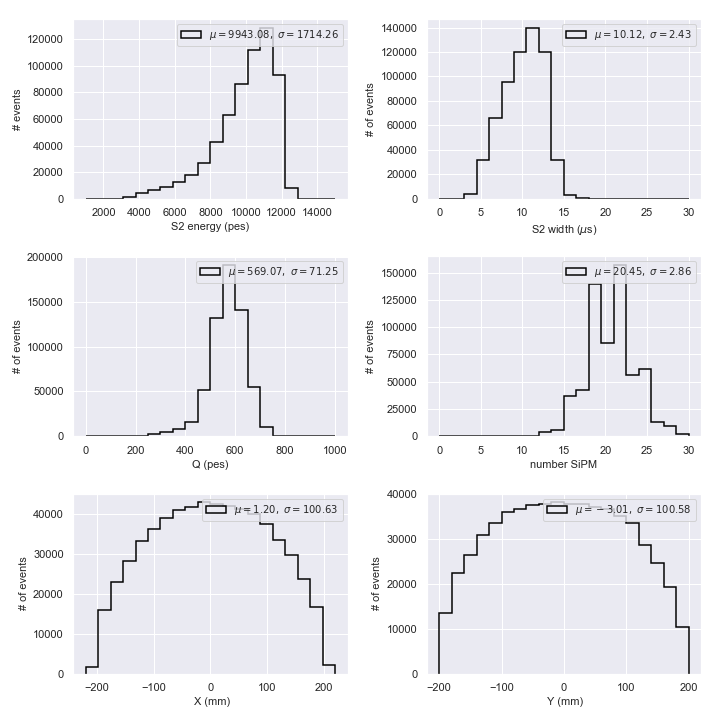 μ = 9943.08, σ = 1714.26
120000
100000
80000
60000
40000
20000
0
# events
2000 4000 6000 8000 10000 12000 14000
S2 energy (pes)
μ = 10.12, σ = 2.43
140000
120000
100000
80000
60000
40000
20000
0
# of events
0 5 10 15 20 25 30
S2 width (μs)
μ = 569.07, σ = 71.25
200000
150000
100000
50000
0
# of events
0 200 400 600 800 1000
Q (pes)
μ = 20.45, σ = 2.86
150000
125000
100000
75000
50000
25000
0
# of events
0 5 10 15 20 25 30
number SiPM
μ = 1.20, σ = 100.63
40000
30000
20000
10000
0
# of events
−200 −100 0 100 200
X (mm)
μ = −3.01, σ = 100.58
40000
30000
20000
10000
0
# of events
−200 −100 0 100 200
Y (mm)